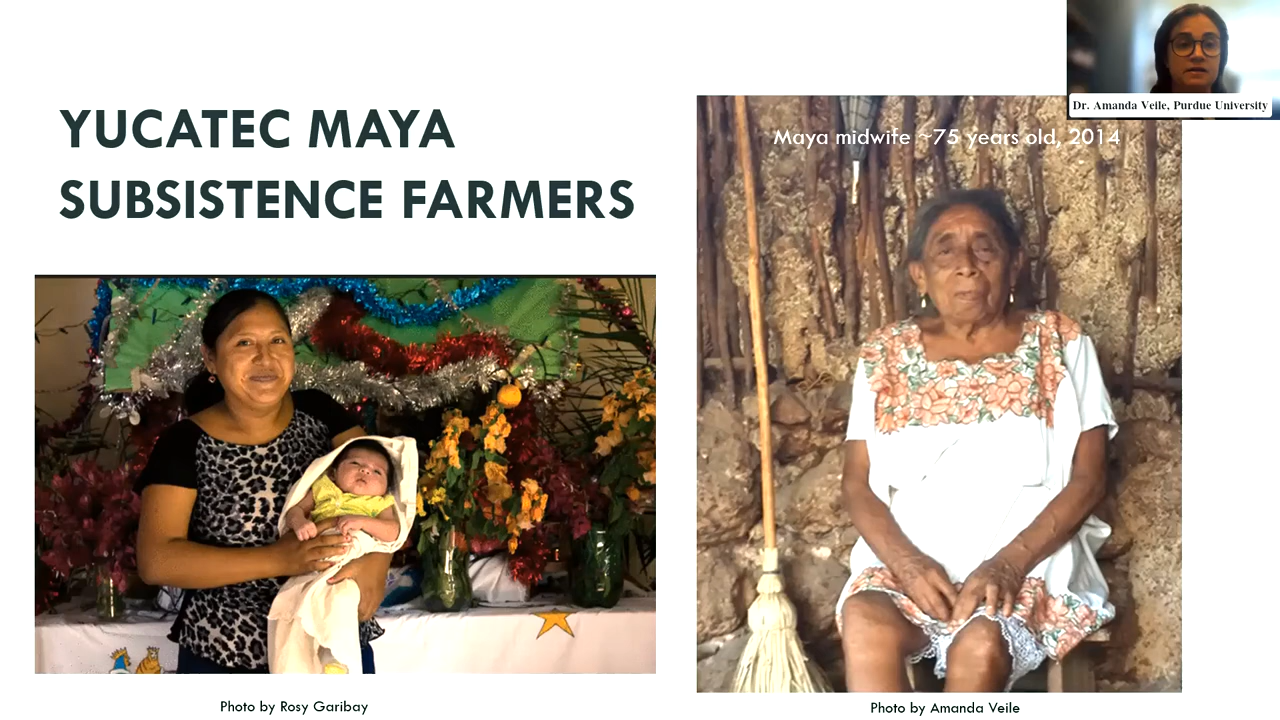 Dr. Amanda Veile, Purdue University
YUCATEC MAYA
SUBSISTENCE FARMERS
Maya midwife ~75 years old, 2014
Photo by Rosy Garibay
Photo by Amanda Veile